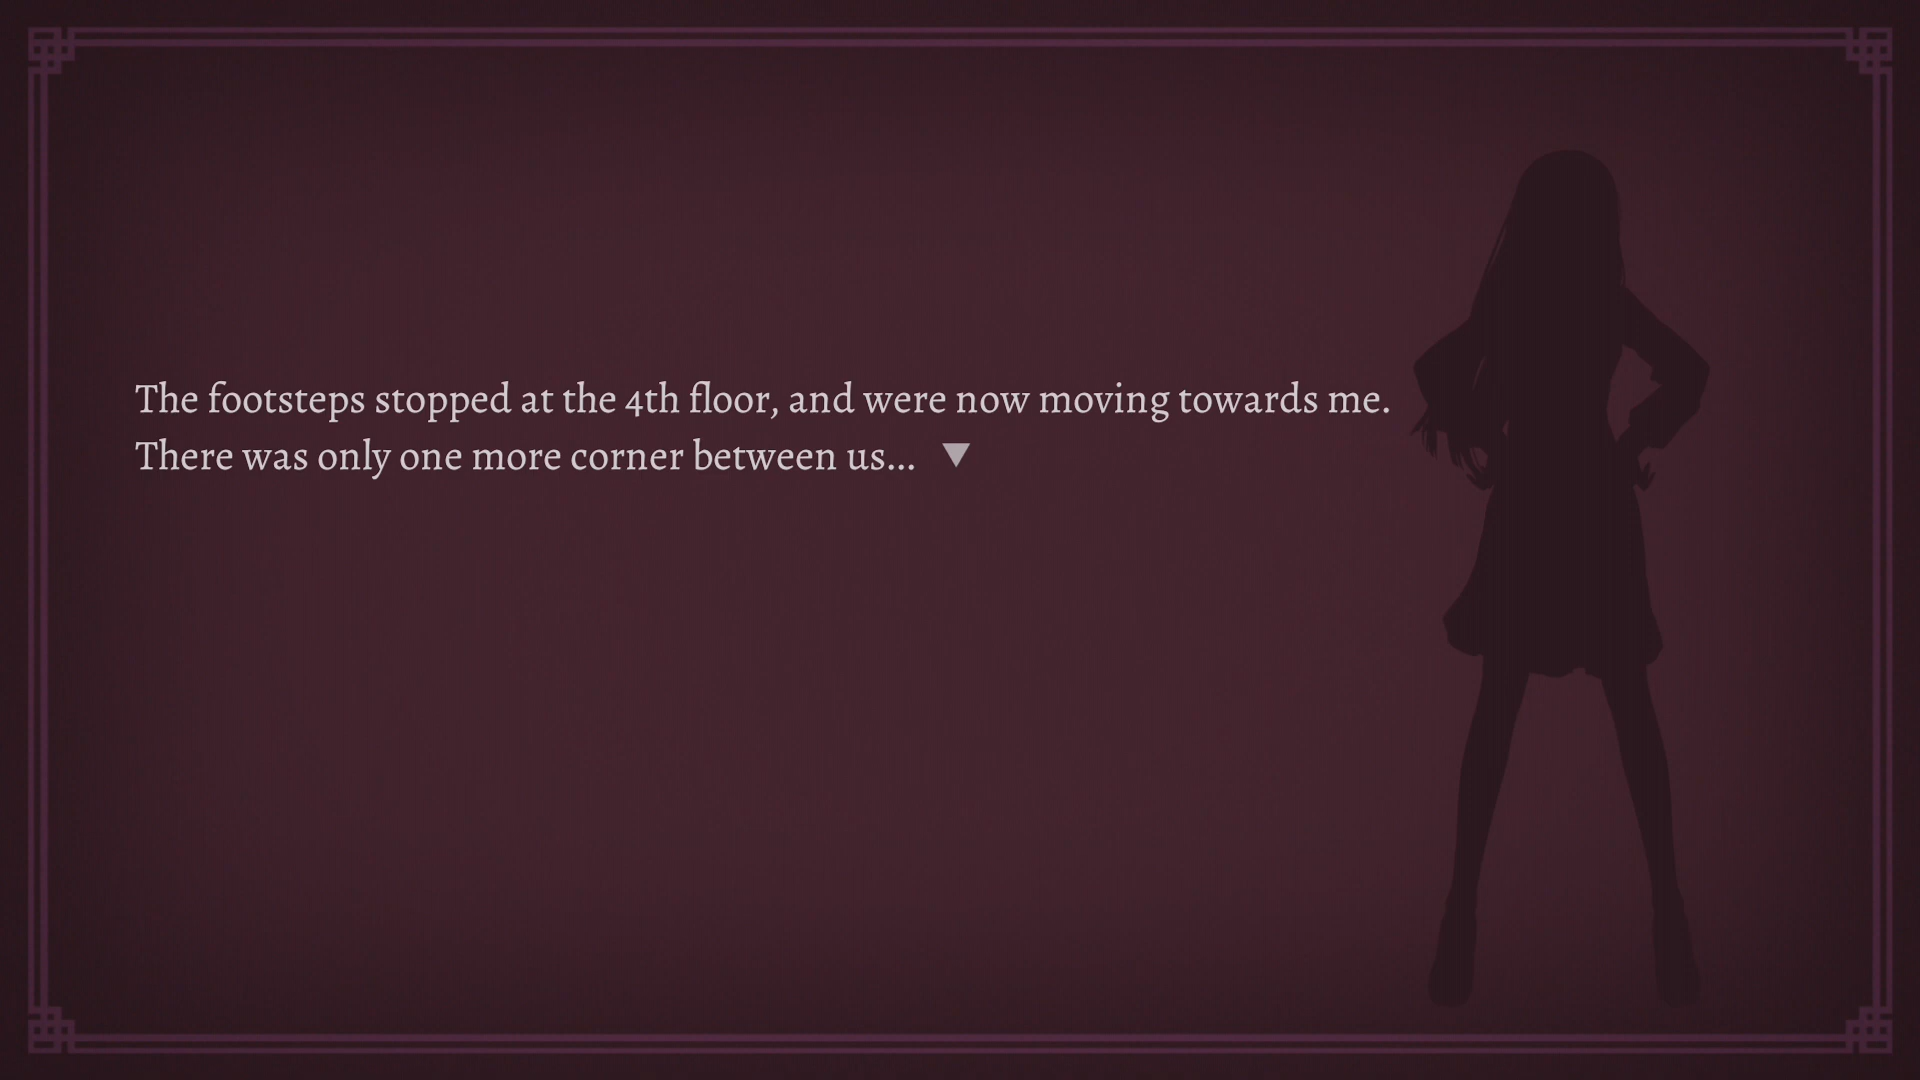 The footsteps stopped at the 4th floor, and were now moving towards me.
There was only one more corner between us...